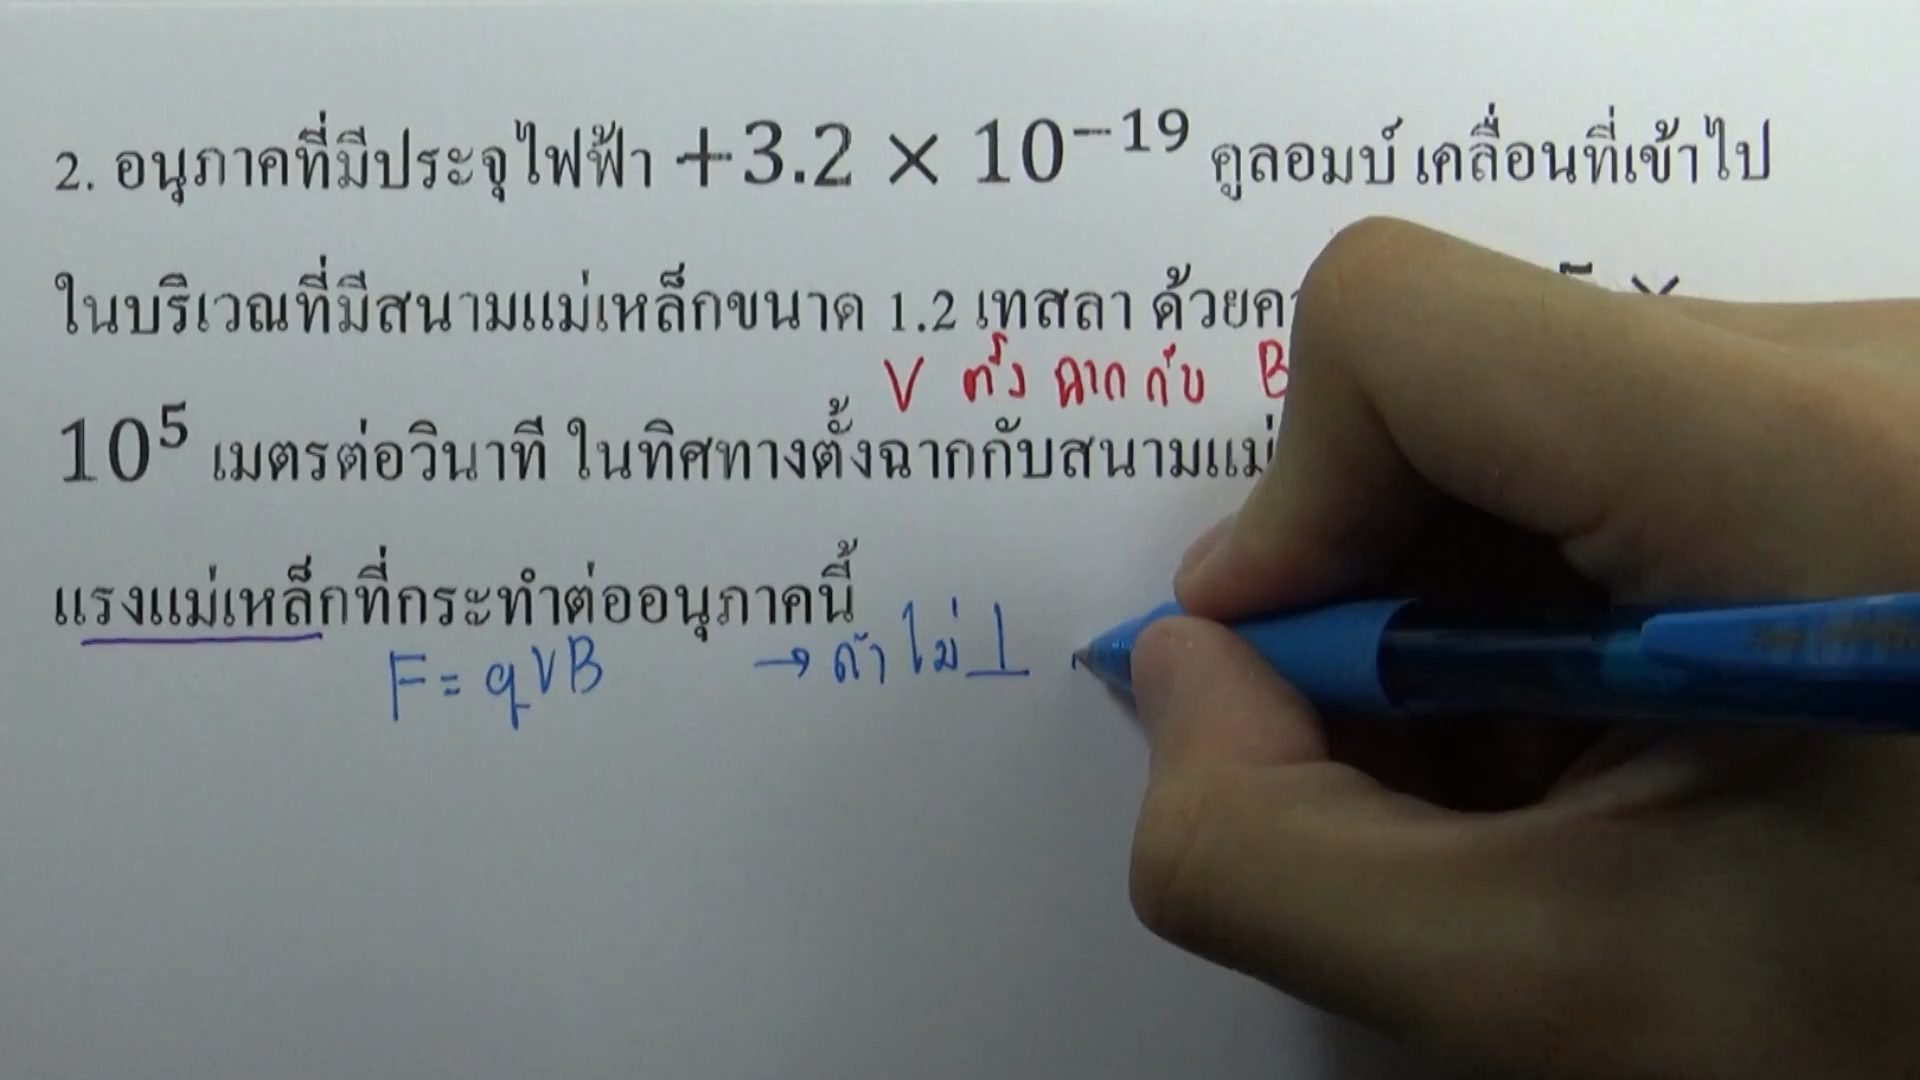 2. อนุภาคที่มีประจุไฟฟ้า +3.2 × 10⁻¹⁹ คูลอมบ์ เคลื่อนที่เข้าไป
ในบริเวณที่มีสนามแม่เหล็กขนาด 1.2 เทสลา ด้วย
V ตั้งฉากกับ B
10⁵ เมตรต่อวินาที ในทิศทางตั้งฉากกับสนามแม่
แรงแม่เหล็กที่กระทำต่ออนุภาคนี้
F = qVB → ถ้าไม่ ⊥